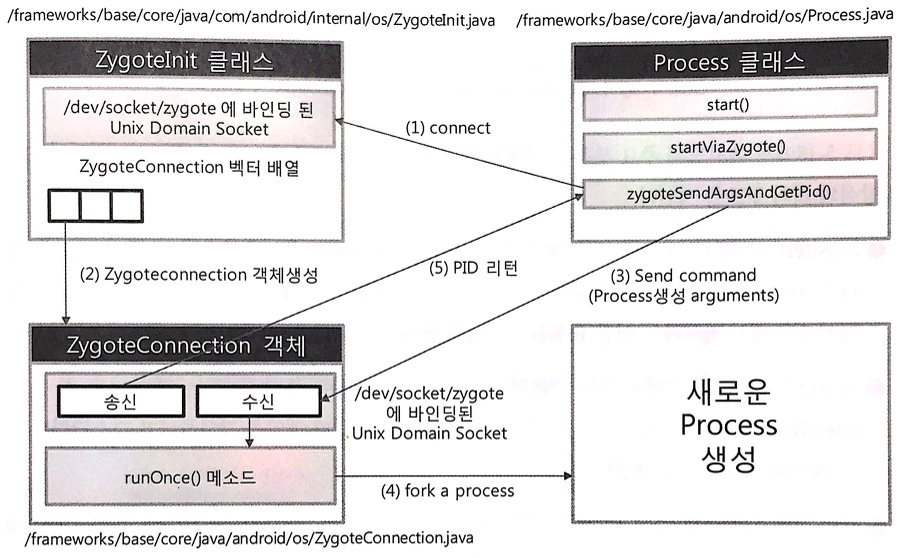 /frameworks/base/core/java/com/android/internal/os/ZygoteInit.java
/frameworks/base/core/java/android/os/Process.java
ZygoteInit 클래스
/dev/socket/zygote 에 바인딩 된
Unix Domain Socket
ZygoteConnection 벡터 배열
Process 클래스
start()
startViaZygote()
zygoteSendArgsAndGetPid()
(1) connect
(2) Zygoteconnection 객체생성
(5) PID 리턴
(3) Send command
(Process생성 arguments)
ZygoteConnection 객체
송신
수신
/dev/socket/zygote
에 바인딩된
Unix Domain Socket
runOnce() 메소드
(4) fork a process
새로운
Process
생성
/frameworks/base/core/java/android/os/ZygoteConnection.java